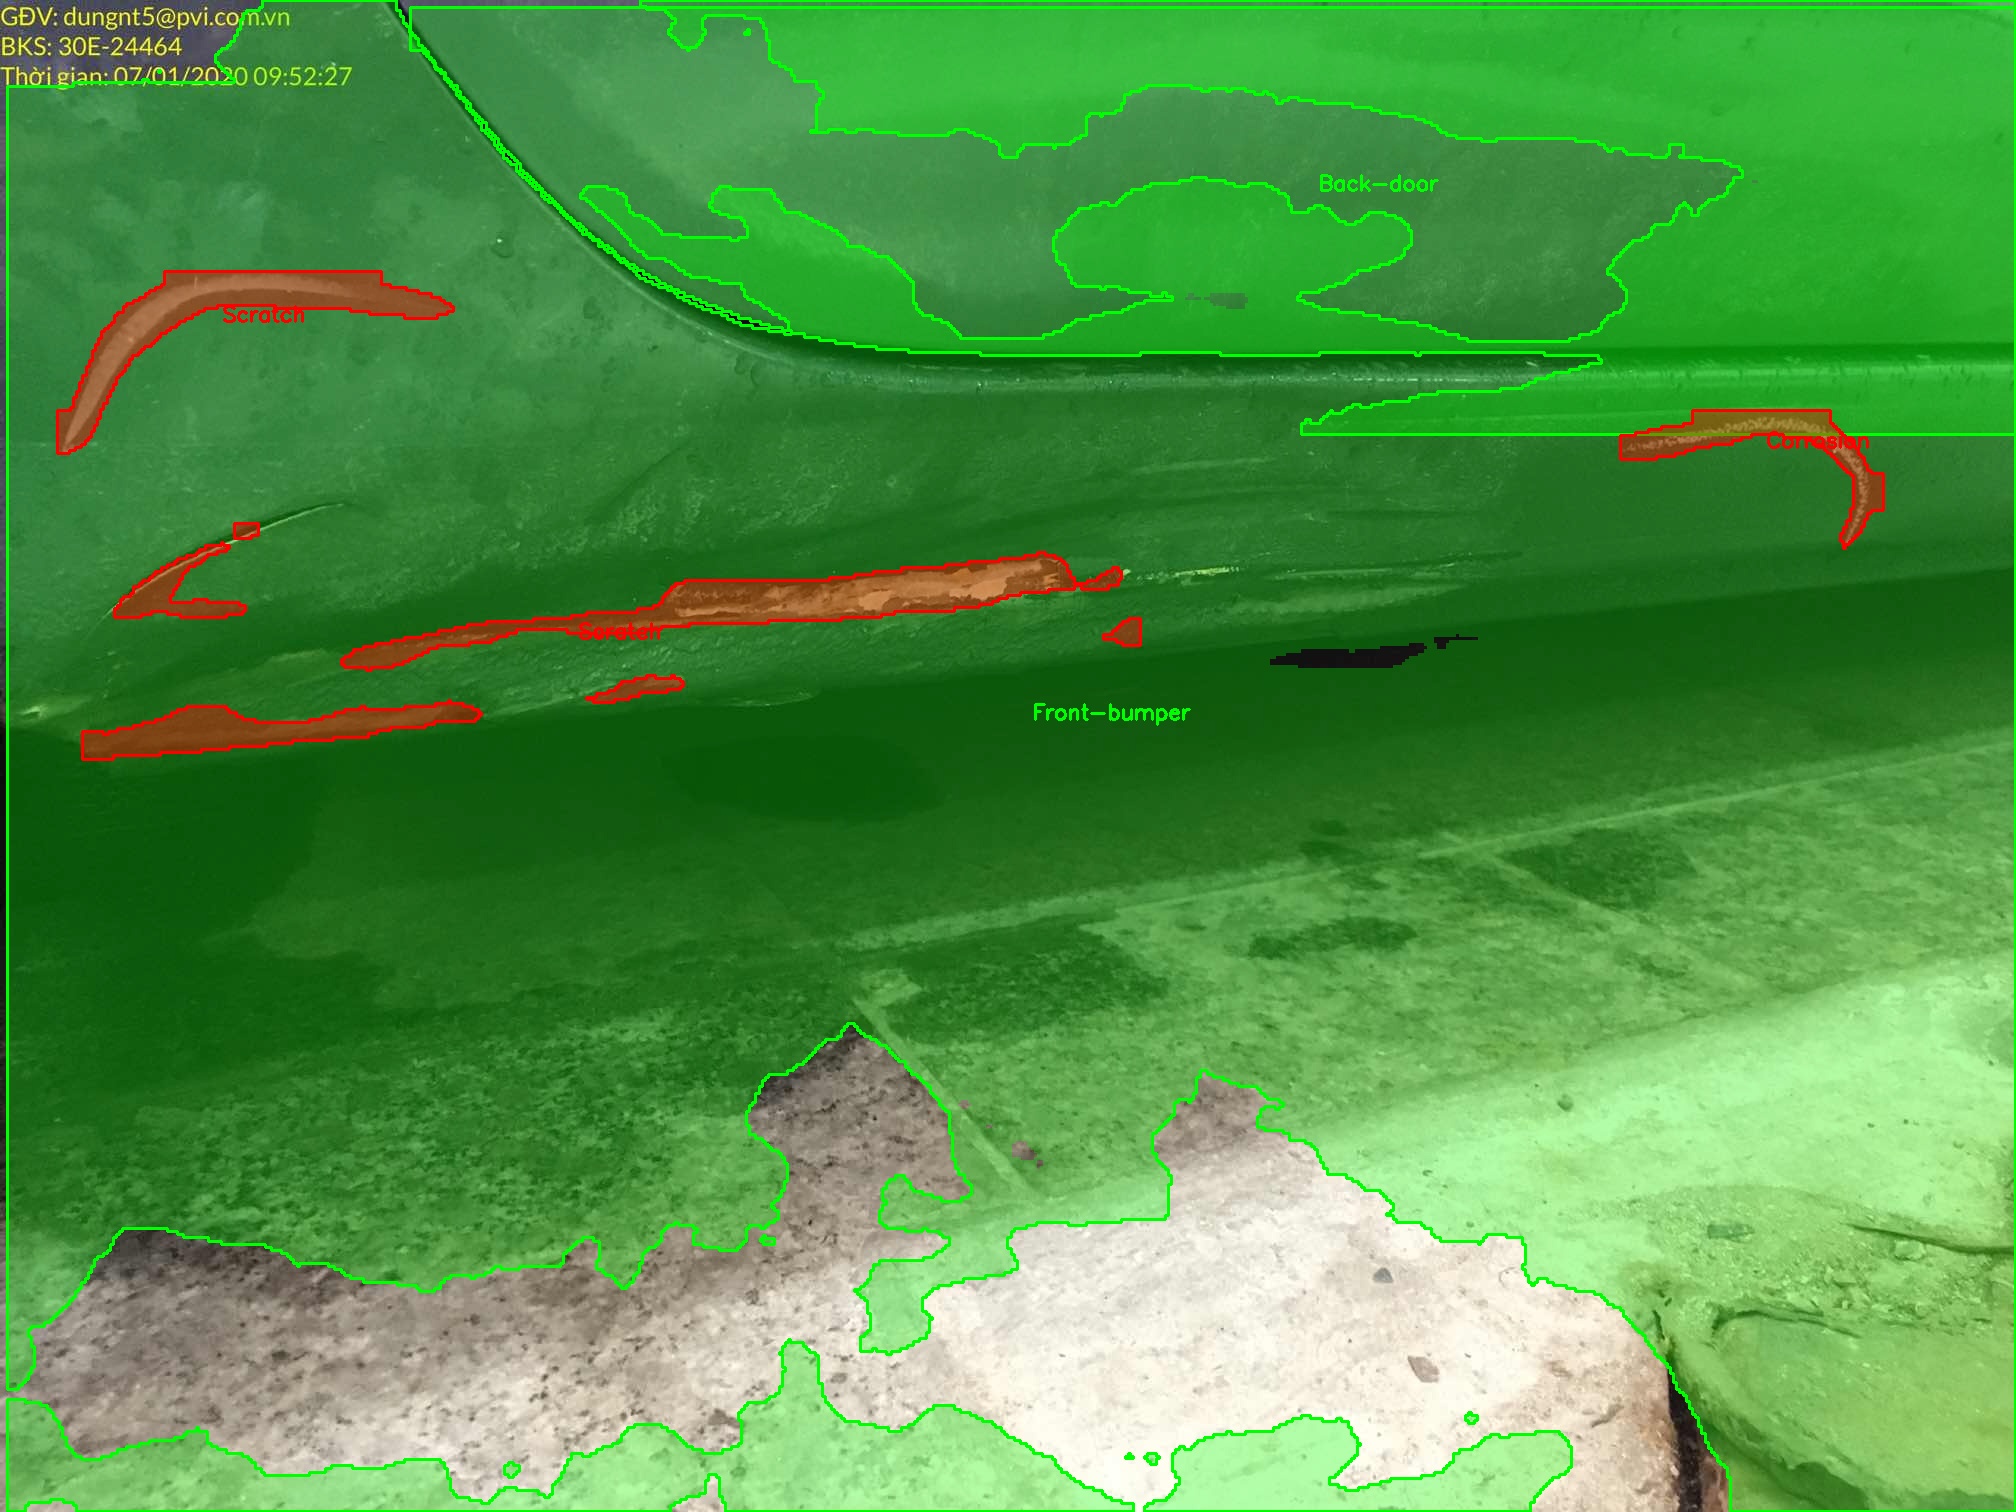 GĐV: dungnt5@pvi.com.vn
BKS: 30E-24464
Thời gian: 07/01/2020 09:52:27
Back-door
Scratch
Corrosion
Scratch
Front-bumper